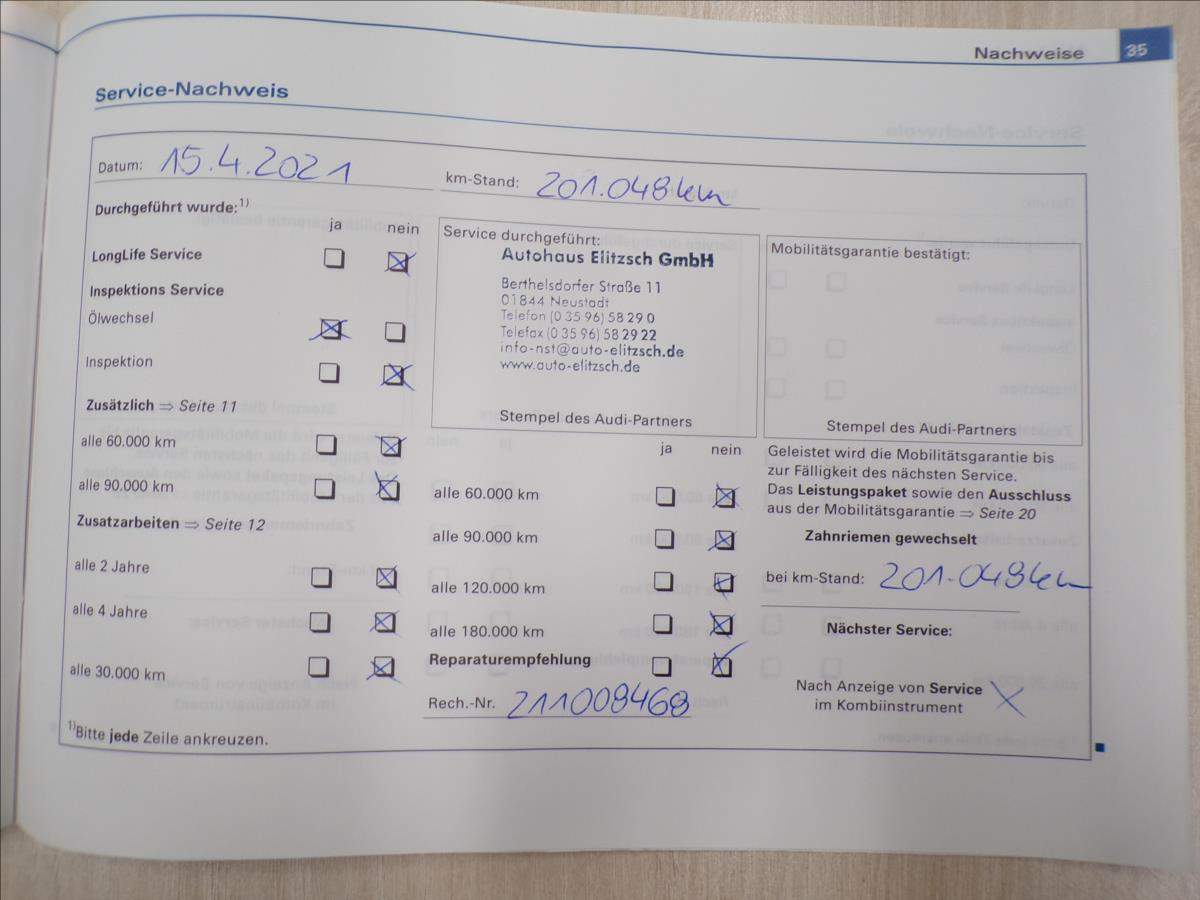 Nachweise 35
Service-Nachweis
Datum: 15.4.2021 km-Stand: 201.048 km
Durchgeführt wurde:1)
ja nein
LongLife Service
Inspektions Service
Ölwechsel
Inspektion
Zusätzlich ⇒ Seite 11
alle 60.000 km
alle 90.000 km
Zusatzarbeiten ⇒ Seite 12
alle 2 Jahre
alle 4 Jahre
alle 30.000 km
1)Bitte jede Zeile ankreuzen.
Service durchgeführt:
Autohaus Elitzsch GmbH
Berthelsdorfer Straße 11
01844 Neustadt
Telefon (0 35 96) 58 29 0
Telefax (0 35 96) 58 29 22
info-nst@auto-elitzsch.de
www.auto-elitzsch.de
Stempel des Audi-Partners
ja nein
alle 60.000 km
alle 90.000 km
alle 120.000 km
alle 180.000 km
Reparaturempfehlung
Rech.-Nr. 211008468
Mobilitätsgarantie bestätigt:
Stempel des Audi-Partners
Geleistet wird die Mobilitätsgarantie bis
zur Fälligkeit des nächsten Service.
Das Leistungspaket sowie den Ausschluss
aus der Mobilitätsgarantie ⇒ Seite 20
Zahnriemen gewechselt
bei km-Stand: 201.048 km
Nächster Service:
Nach Anzeige von Service
im Kombiinstrument